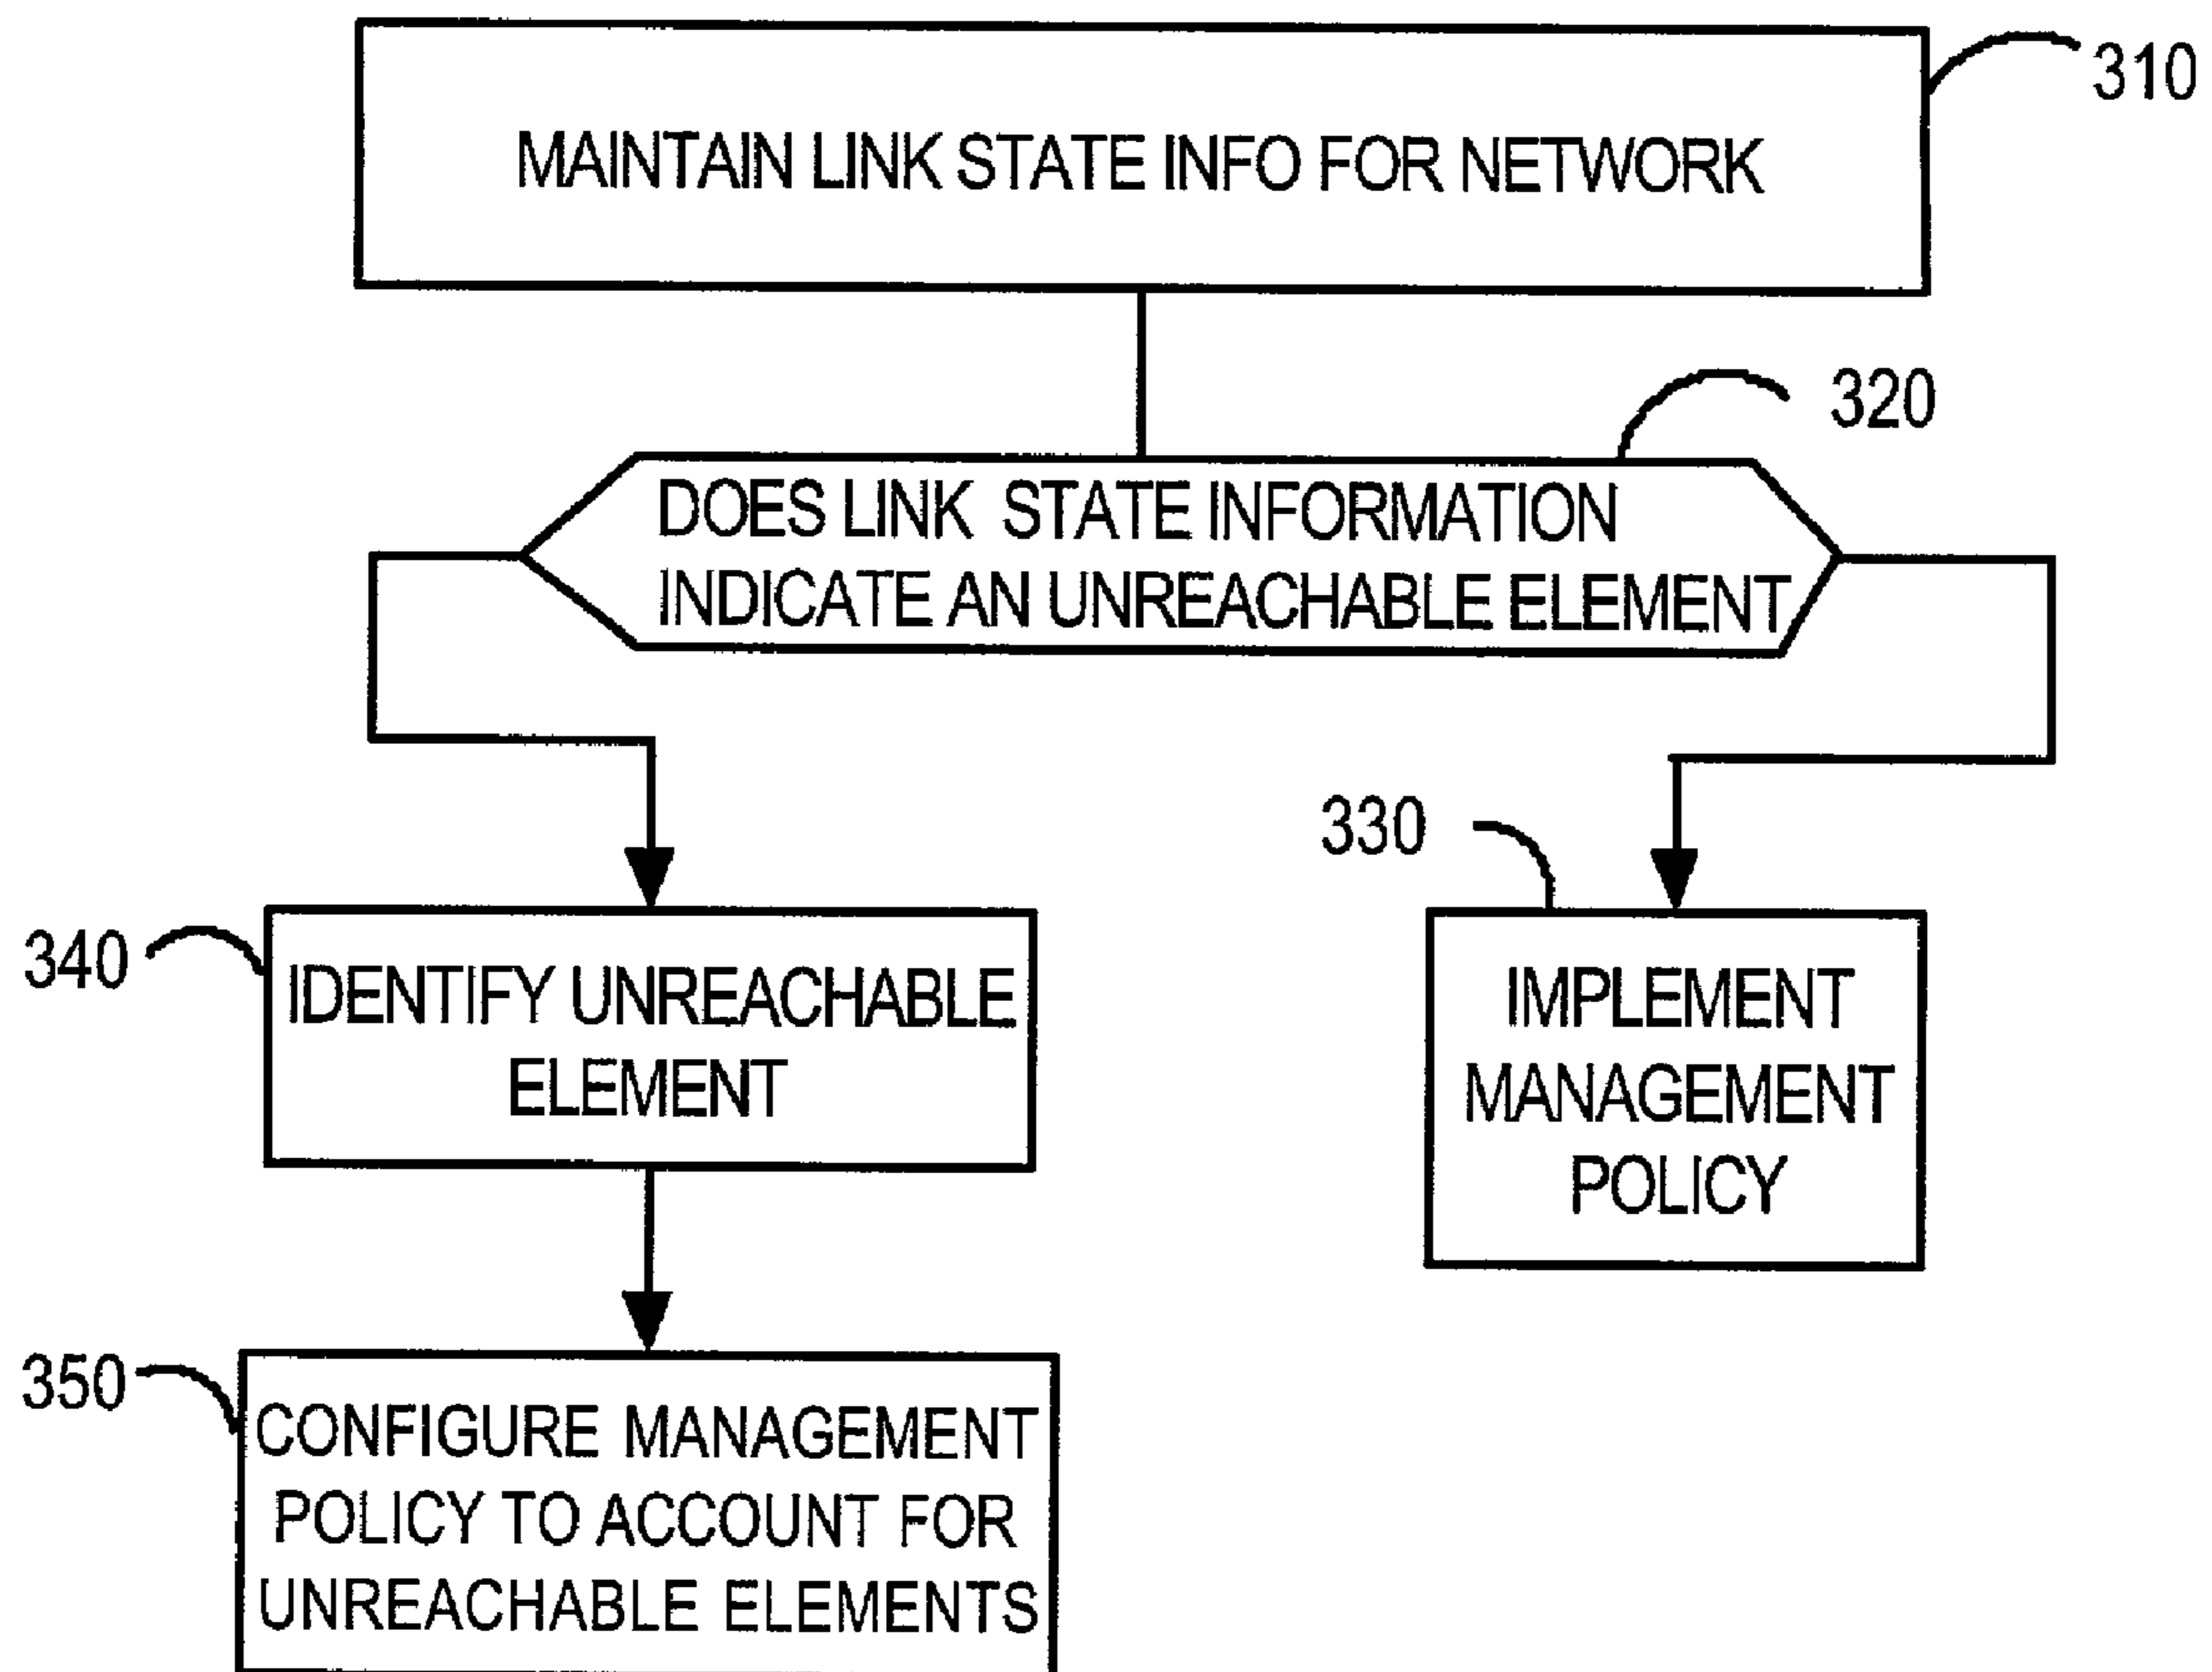 310
MAINTAIN LINK STATE INFO FOR NETWORK
320
DOES LINK STATE INFORMATION
INDICATE AN UNREACHABLE ELEMENT
330
340
IDENTIFY UNREACHABLE
ELEMENT
IMPLEMENT
MANAGEMENT
POLICY
350
CONFIGURE MANAGEMENT
POLICY TO ACCOUNT FOR
UNREACHABLE ELEMENTS